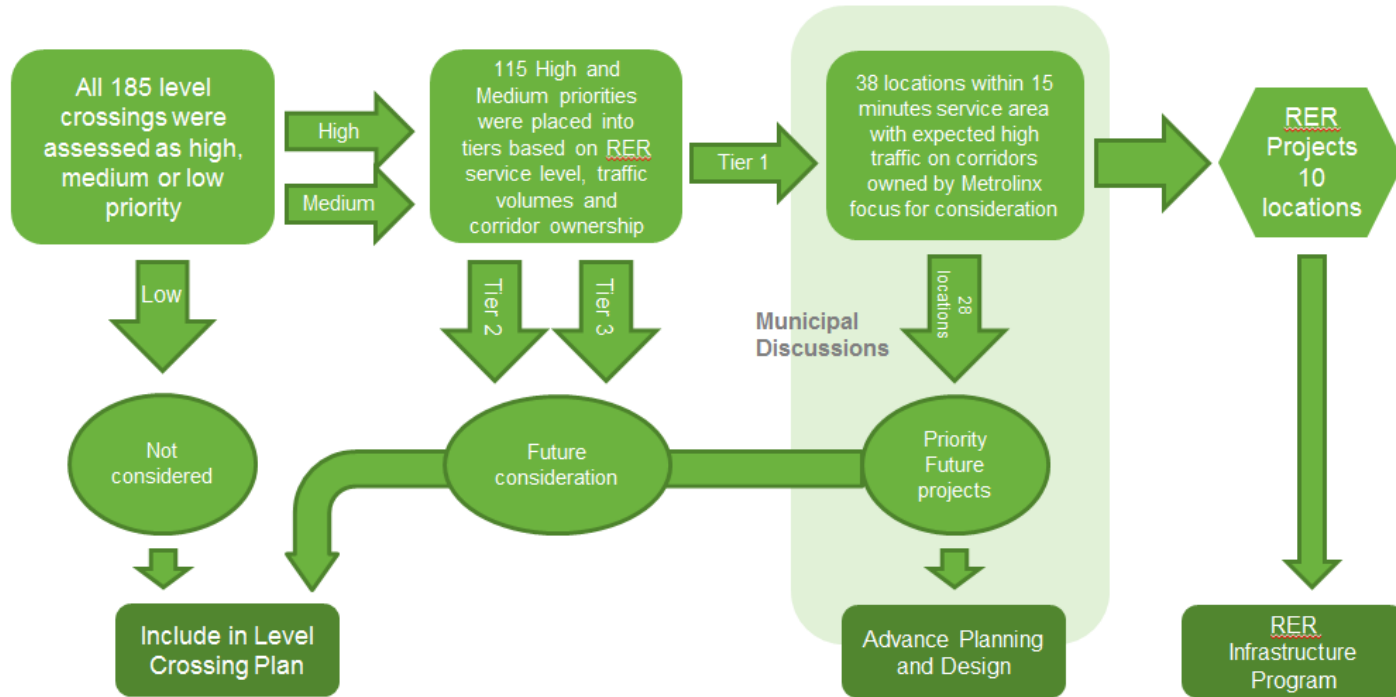 All 185 level
crossings were
assessed as high,
medium or low
priority
High
Medium
Low
115 High and
Medium priorities
were placed into
tiers based on RER
service level, traffic
volumes and
corridor ownership
Tier 1
Tier 2
Tier 3
38 locations within 15
minutes service area
with expected high
traffic on corridors
owned by Metrolinx
focus for consideration
28
locations
RER
Projects
10
locations
Municipal
Discussions
Not
considered
Future
consideration
Priority
Future
projects
Include in Level
Crossing Plan
Advance Planning
and Design
RER
Infrastructure
Program